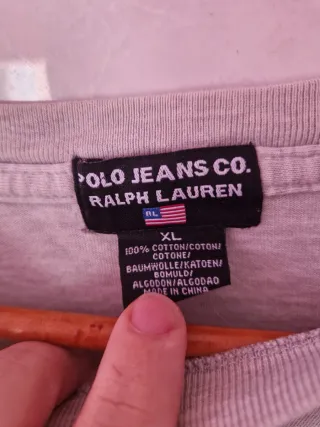 POLO JEANS CO.
RALPH LAUREN
RL
XL
100% COTTON/COTON/
COTONE/
BAUMWOLLE/KATOEN/
BOMULD/
ALGODON/ALGODAO
MADE IN CHINA